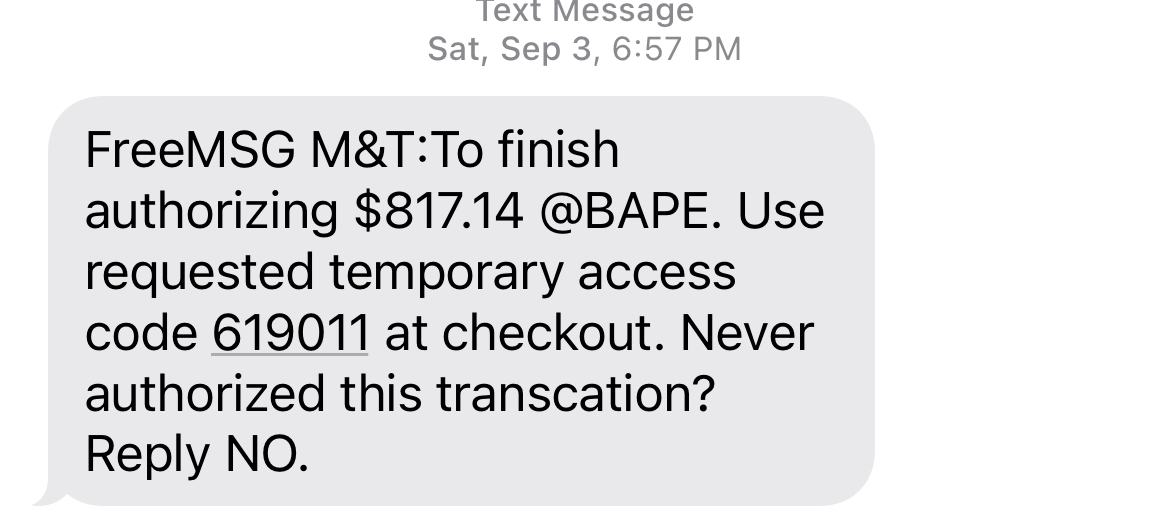 Text Message
Sat, Sep 3, 6:57 PM
FreeMSG M&T:To finish
authorizing $817.14 @BAPE. Use
requested temporary access
code 619011 at checkout. Never
authorized this transcation?
Reply NO.